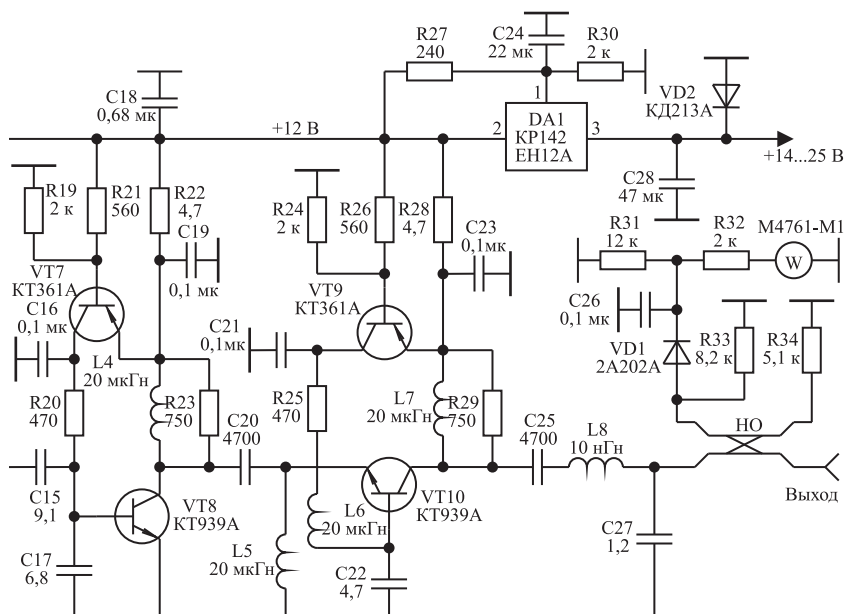 R27
240
C24
22 мк
R30
2 к
1
VD2
КД213А
C18
0,68 мк
+12 В
2
DA1
КР142
ЕН12А
3
+14...25 В
C28
47 мк
R19
2 к
R21
560
R22
4,7
C19
0,1 мк
R24
2 к
R26
560
R28
4,7
C23
0,1мк
R31
12 к
R32
2 к
М4761-М1
W
VT7
КТ361А
C16
0,1 мк
VT9
КТ361А
C21
0,1мк
C26
0,1 мк
VD1
2А202А
R33
8,2 к
R34
5,1 к
L4
20 мкГн
R20
470
R23
750
C20
4700
R25
470
L7
20 мкГн
R29
750
C25
4700
L8
10 нГн
НО
Выход
C15
9,1
VT8
КТ939А
L6
20 мкГн
VT10
КТ939А
C17
6,8
L5
20 мкГн
C22
4,7
C27
1,2